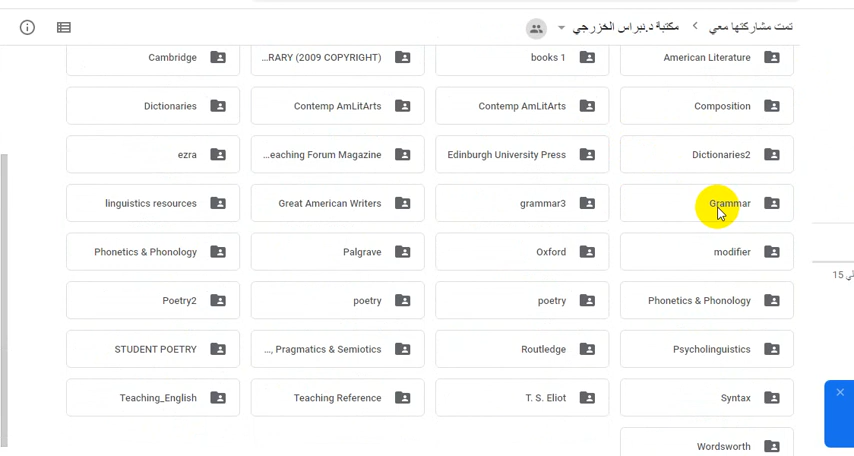 تمت مشاركتها معي
مكتبة د.نبراس الخزرجي
American Literature
books 1
...RARY (2009 COPYRIGHT)
Cambridge
Composition
Contemp AmLitArts
Contemp AmLitArts
Dictionaries
Dictionaries2
Edinburgh University Press
...eaching Forum Magazine
ezra
Grammar
grammar3
Great American Writers
linguistics resources
modifier
Oxford
Palgrave
Phonetics & Phonology
Phonetics & Phonology
poetry
poetry
Poetry2
Psycholinguistics
Routledge
..., Pragmatics & Semiotics
STUDENT POETRY
Syntax
T. S. Eliot
Teaching Reference
Teaching_English
Wordsworth